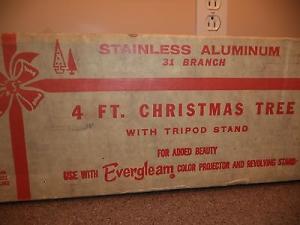 STAINLESS ALUMINUM
31 BRANCH
4 FT. CHRISTMAS TREE
WITH TRIPOD STAND
FOR ADDED BEAUTY
USE WITH Evergleam COLOR PROJECTOR AND REVOLVING STAND